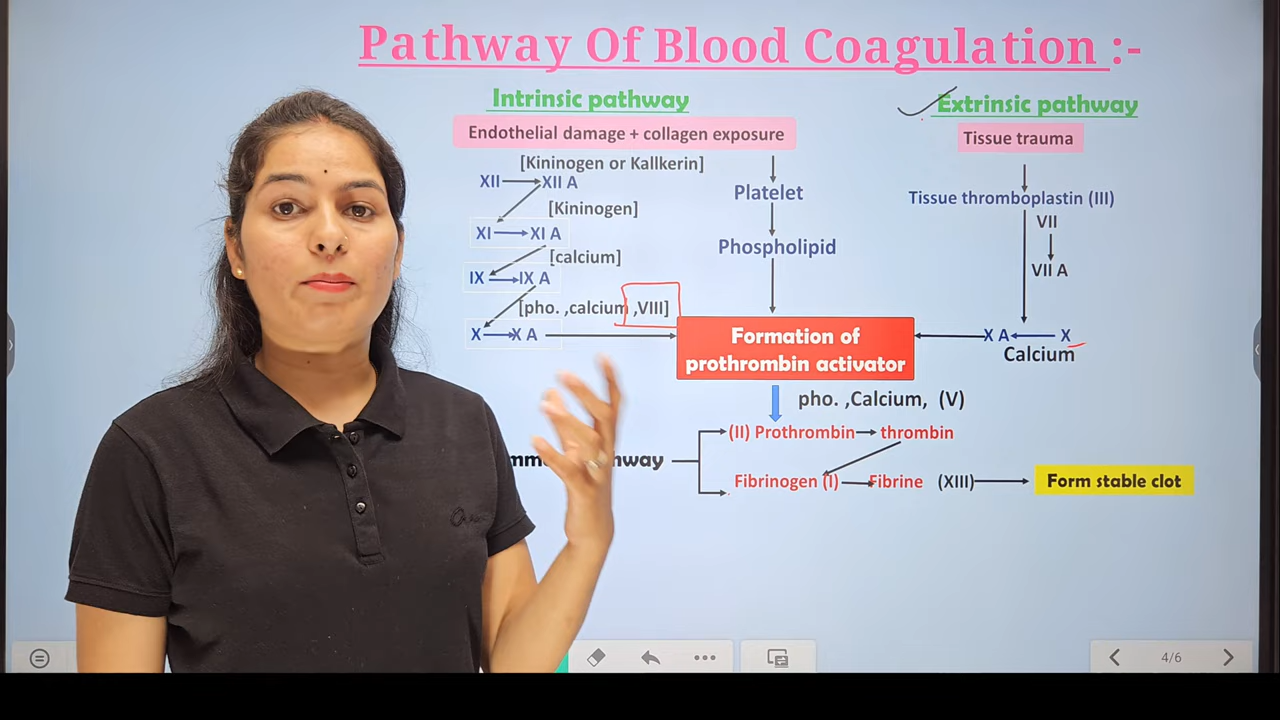 Pathway Of Blood Coagulation :-
Intrinsic pathway
Endothelial damage + collagen exposure
[Kininogen or Kallkerin]
XII XII A
[Kininogen]
XI XI A
[calcium]
IX IX A
[pho. ,calcium ,VIII]
X X A
Platelet
Phospholipid
Extrinsic pathway
Tissue trauma
Tissue thromboplastin (III)
VII
VII A
X A X
Calcium
Formation of
prothrombin activator
pho. ,Calcium, (V)
(II) Prothrombin thrombin
Fibrinogen (I) Fibrine (XIII) Form stable clot
4/6